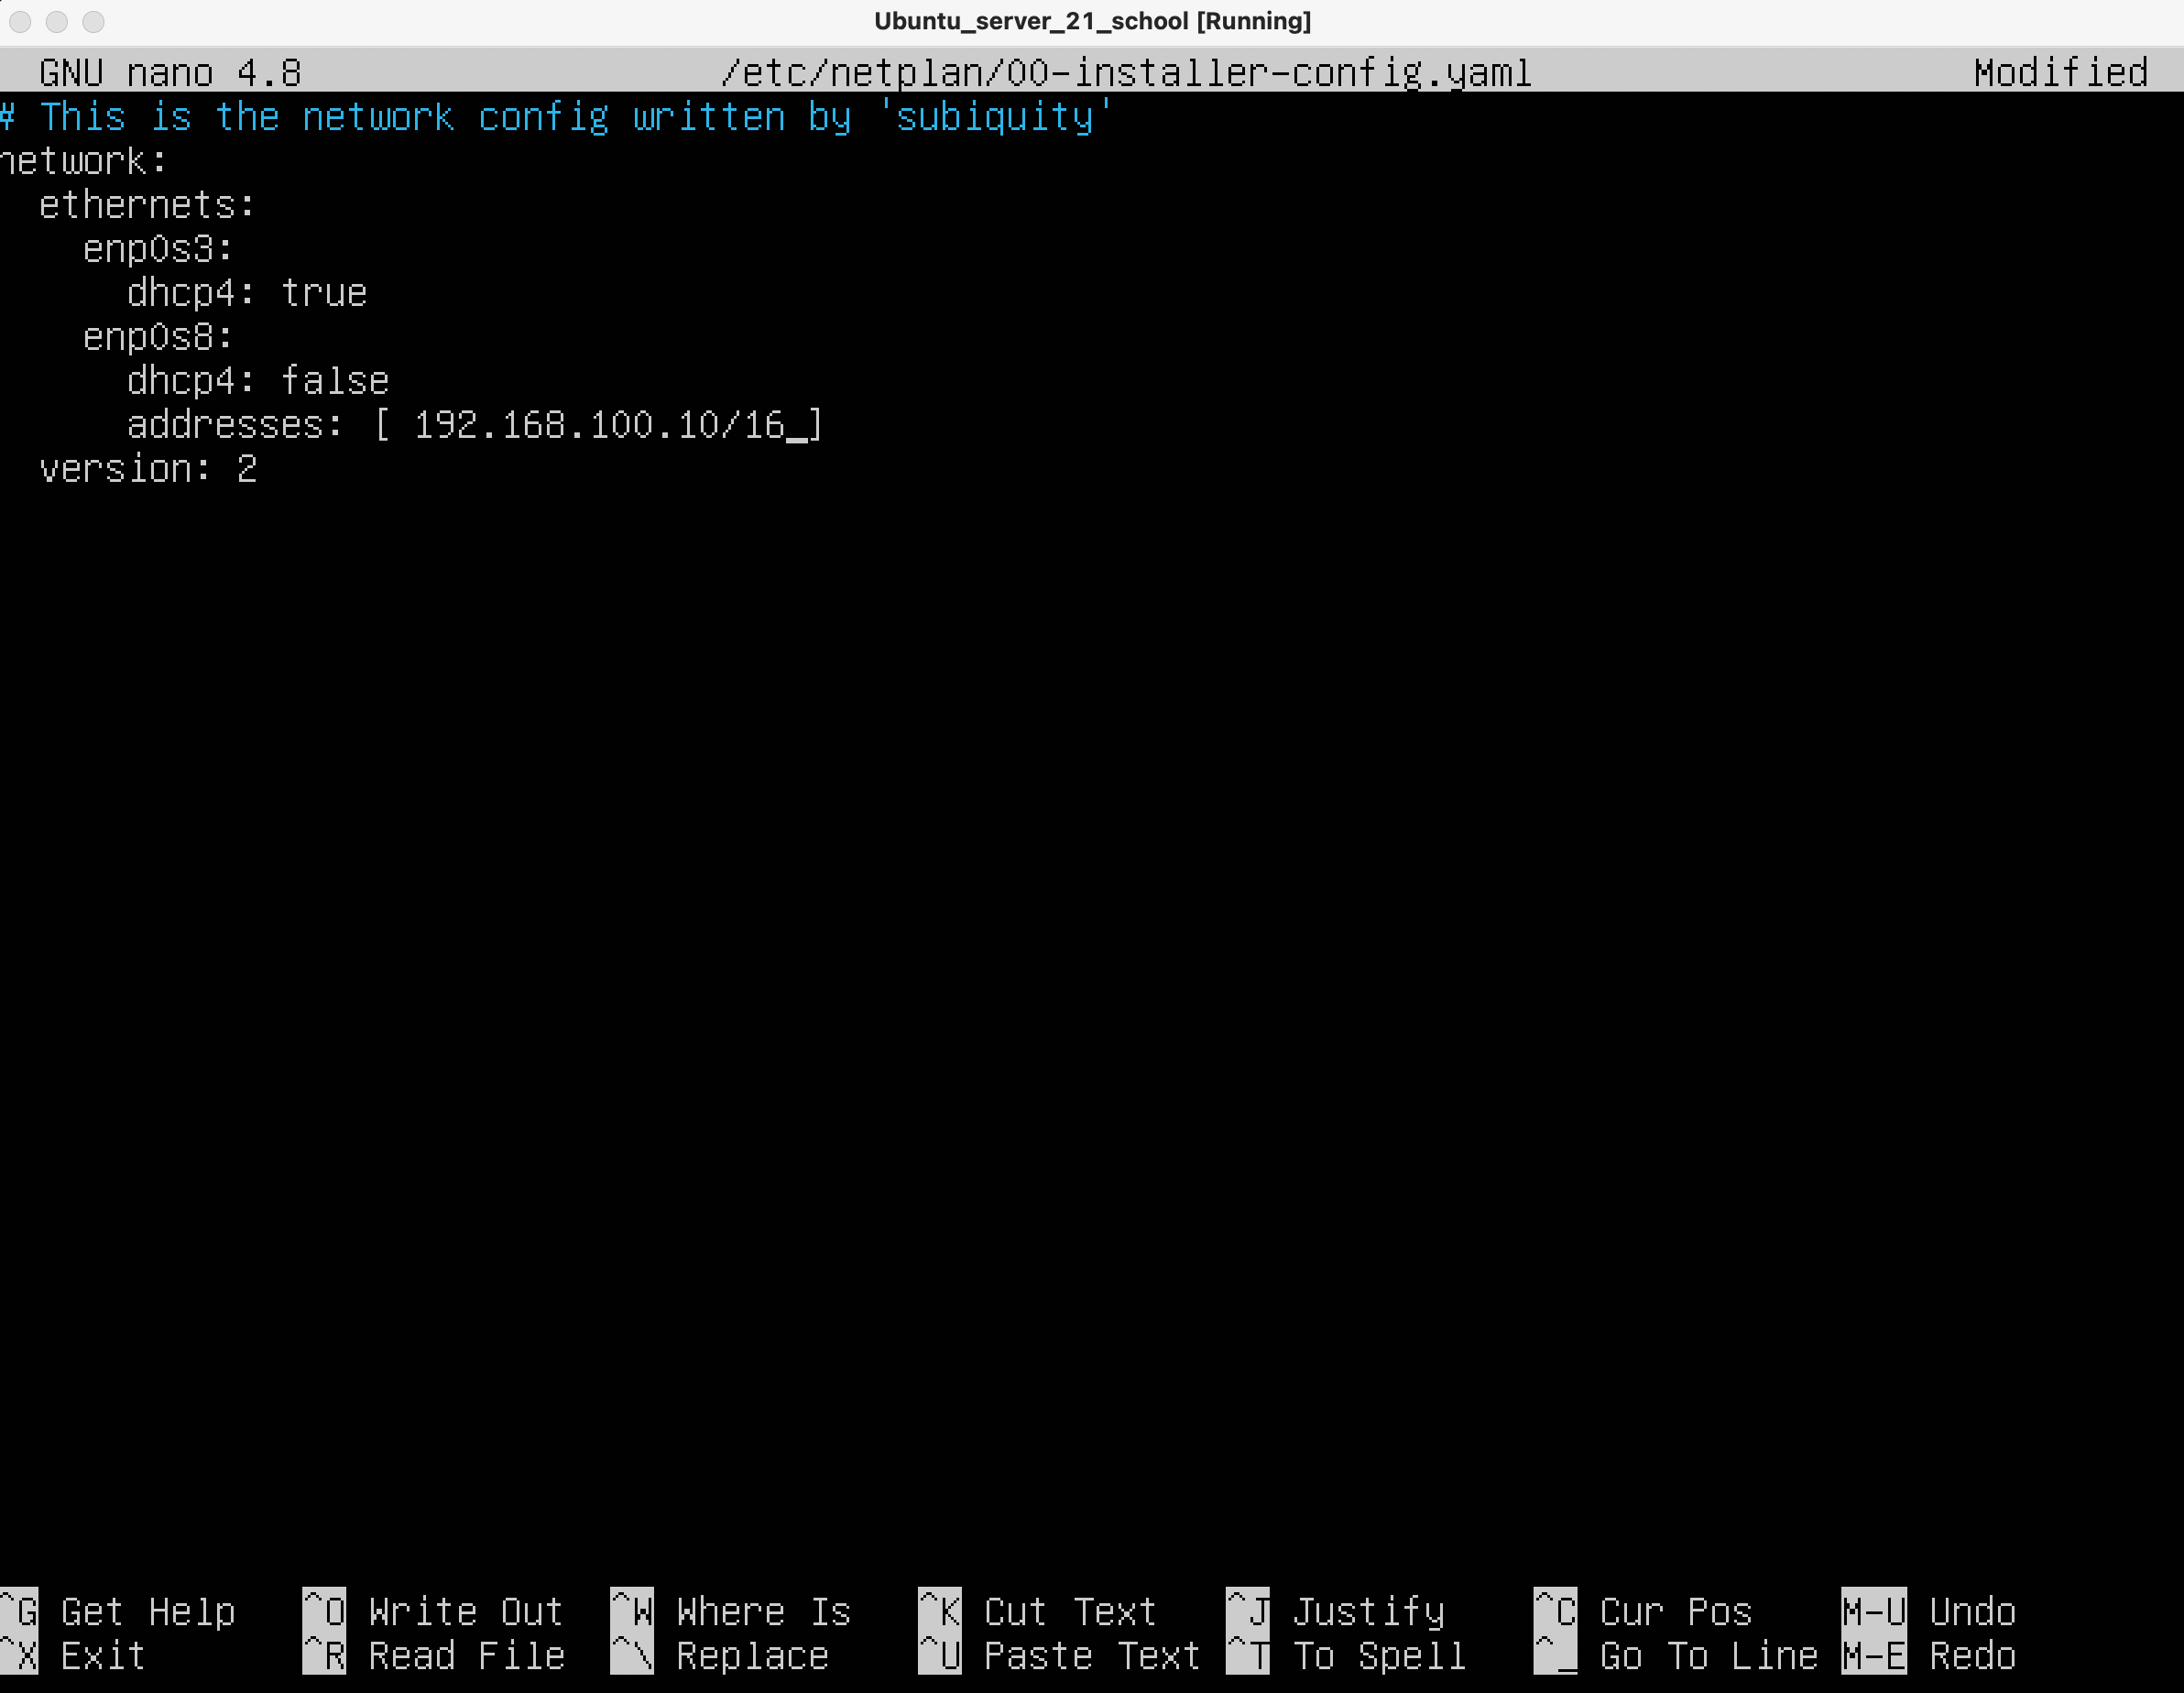 Ubuntu_server_21_school [Running]
GNU nano 4.8 /etc/netplan/00-installer-config.yaml Modified
# This is the network config written by 'subiquity'
network:
  ethernets:
    enp0s3:
      dhcp4: true
    enp0s8:
      dhcp4: false
      addresses: [ 192.168.100.10/16 ]
  version: 2
^G Get Help ^O Write Out ^W Where Is ^K Cut Text ^J Justify ^C Cur Pos M-U Undo
^X Exit ^R Read File ^\ Replace ^U Paste Text ^T To Spell ^_ Go To Line M-E Redo